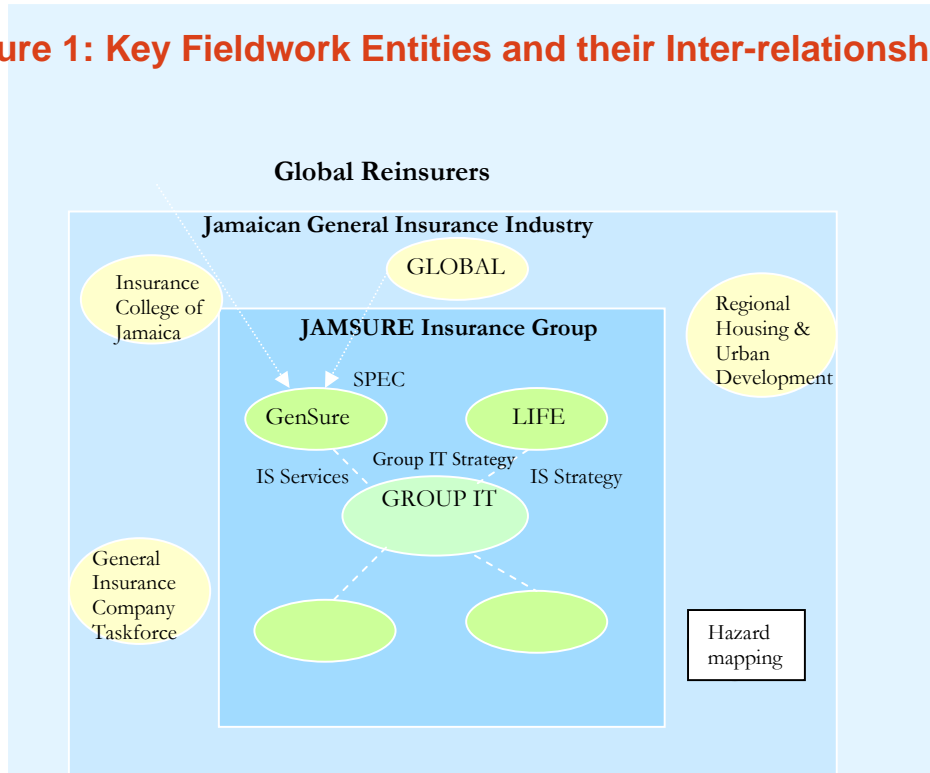 ure 1: Key Fieldwork Entities and their Inter-relationsh
Global Reinsurers
Jamaican General Insurance Industry
GLOBAL
Insurance
College of
Jamaica
Regional
Housing &
Urban
Development
JAMSURE Insurance Group
SPEC
GenSure
LIFE
Group IT Strategy
IS Services
IS Strategy
GROUP IT
General
Insurance
Company
Taskforce
Hazard
mapping